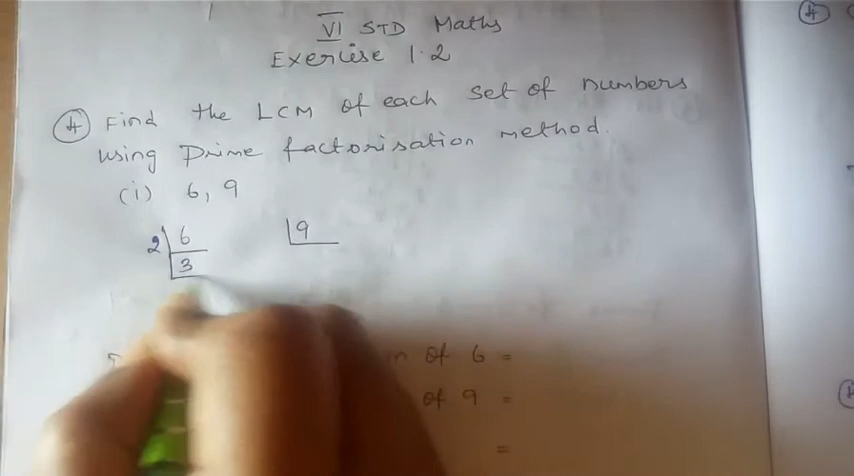 VI STD Maths
Exercise 1.2
(4) Find the LCM of each set of numbers
using Prime factorisation method.
(i) 6, 9
2 6 9
3
of 6 =
of 9 =
=